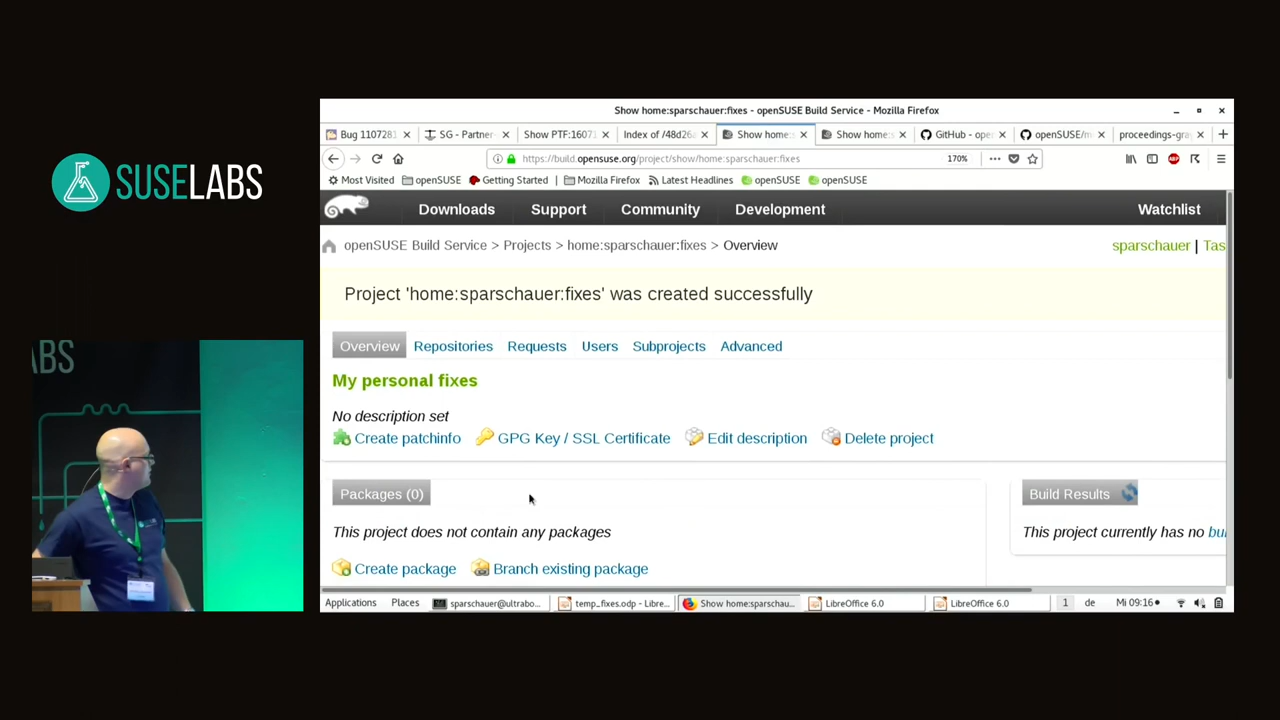 SUSELABS
ABS
Show home:sparschauer:fixes - openSUSE Build Service - Mozilla Firefox
Bug 1107281
SG - Partner-
Show PTF:1607
Index of /48d26
Show home:
Show home:
GitHub - ope
openSUSE/m
proceedings-gra
https://build.opensuse.org/project/show/home:sparschauer:fixes
170%
Most Visited
openSUSE
Getting Started
Mozilla Firefox
Latest Headlines
openSUSE
openSUSE
Downloads
Support
Community
Development
Watchlist
openSUSE Build Service > Projects > home:sparschauer:fixes > Overview
sparschauer | Tas
Project 'home:sparschauer:fixes' was created successfully
Overview
Repositories
Requests
Users
Subprojects
Advanced
My personal fixes
No description set
Create patchinfo
GPG Key / SSL Certificate
Edit description
Delete project
Packages (0)
Build Results
This project does not contain any packages
This project currently has no bu
Create package
Branch existing package
Applications
Places
sparschauer@ultrabo...
temp_fixes.odp - Libre...
Show home:sparschau...
LibreOffice 6.0
LibreOffice 6.0
1
de
Mi 09:16